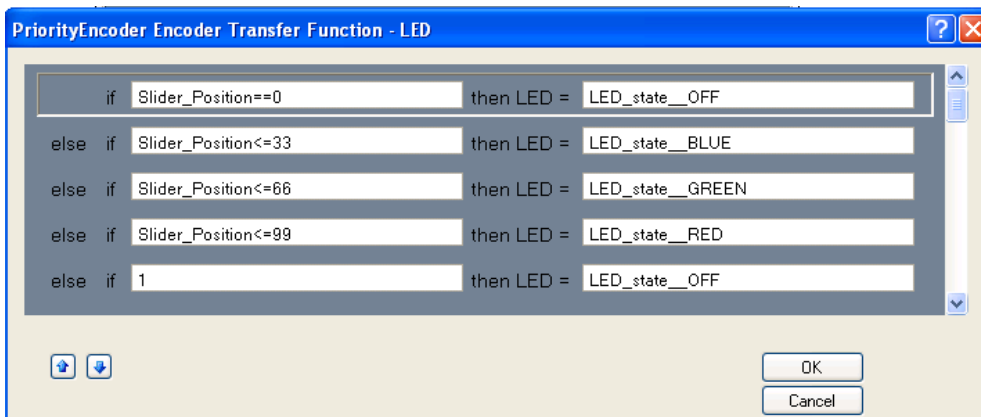 PriorityEncoder Encoder Transfer Function - LED
if Slider_Position==0 then LED = LED_state__OFF
else if Slider_Position<=33 then LED = LED_state__BLUE
else if Slider_Position<=66 then LED = LED_state__GREEN
else if Slider_Position<=99 then LED = LED_state__RED
else if 1 then LED = LED_state__OFF
OK
Cancel